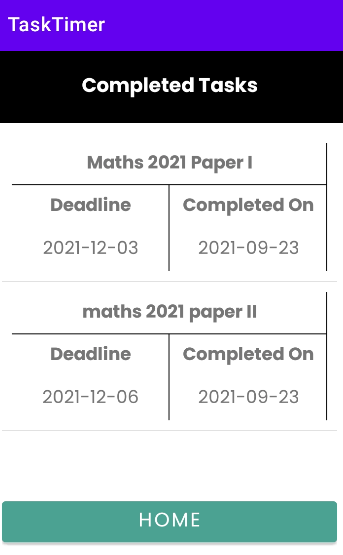 TaskTimer
Completed Tasks
Maths 2021 Paper I
Deadline Completed On
2021-12-03 2021-09-23
maths 2021 paper II
Deadline Completed On
2021-12-06 2021-09-23
HOME